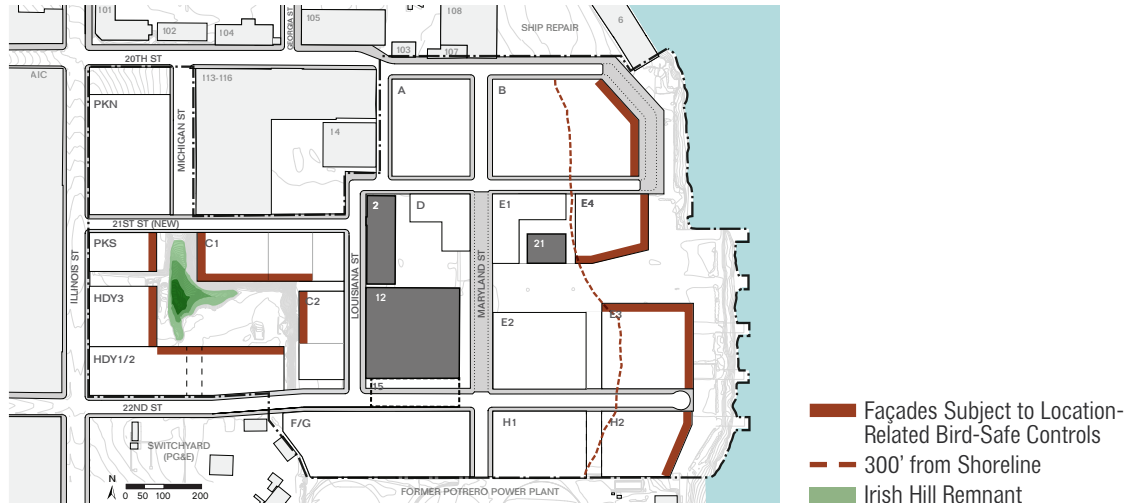 101
102
104
GEORGIA ST
105
103
108
107
SHIP REPAIR
6
20TH ST
AIC
113-116
PKN
MICHIGAN ST
14
A
B
21ST ST (NEW)
2
D
E1
E4
21
PKS
C1
ILLINOIS ST
LOUISIANA ST
MARYLAND ST
HDY3
C2
12
E2
E3
HDY1/2
15
22ND ST
F/G
H1
H2
SWITCHYARD
(PG&E)
N
0 50 100 200
FORMER POTRERO POWER PLANT
Façades Subject to Location-
Related Bird-Safe Controls
300' from Shoreline
Irish Hill Remnant